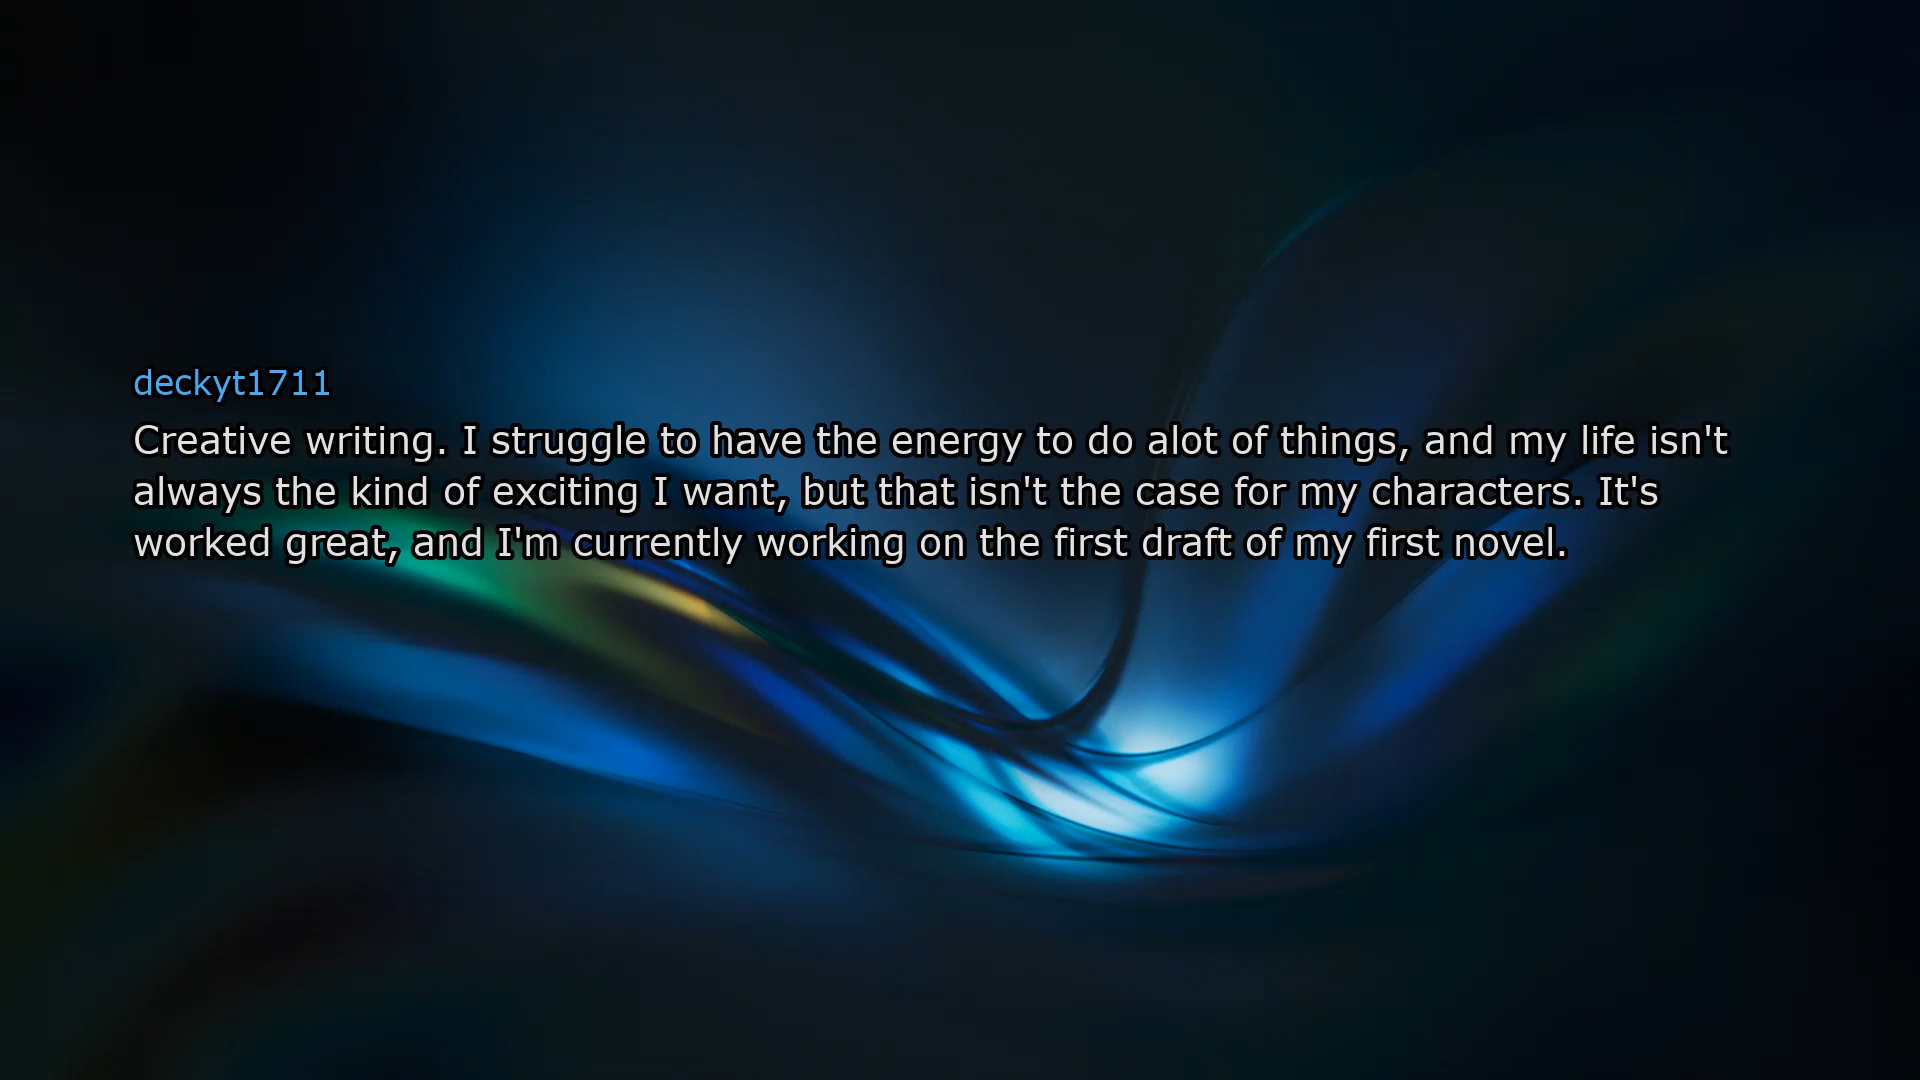 deckyt1711
Creative writing. I struggle to have the energy to do alot of things, and my life isn't
always the kind of exciting I want, but that isn't the case for my characters. It's
worked great, and I'm currently working on the first draft of my first novel.